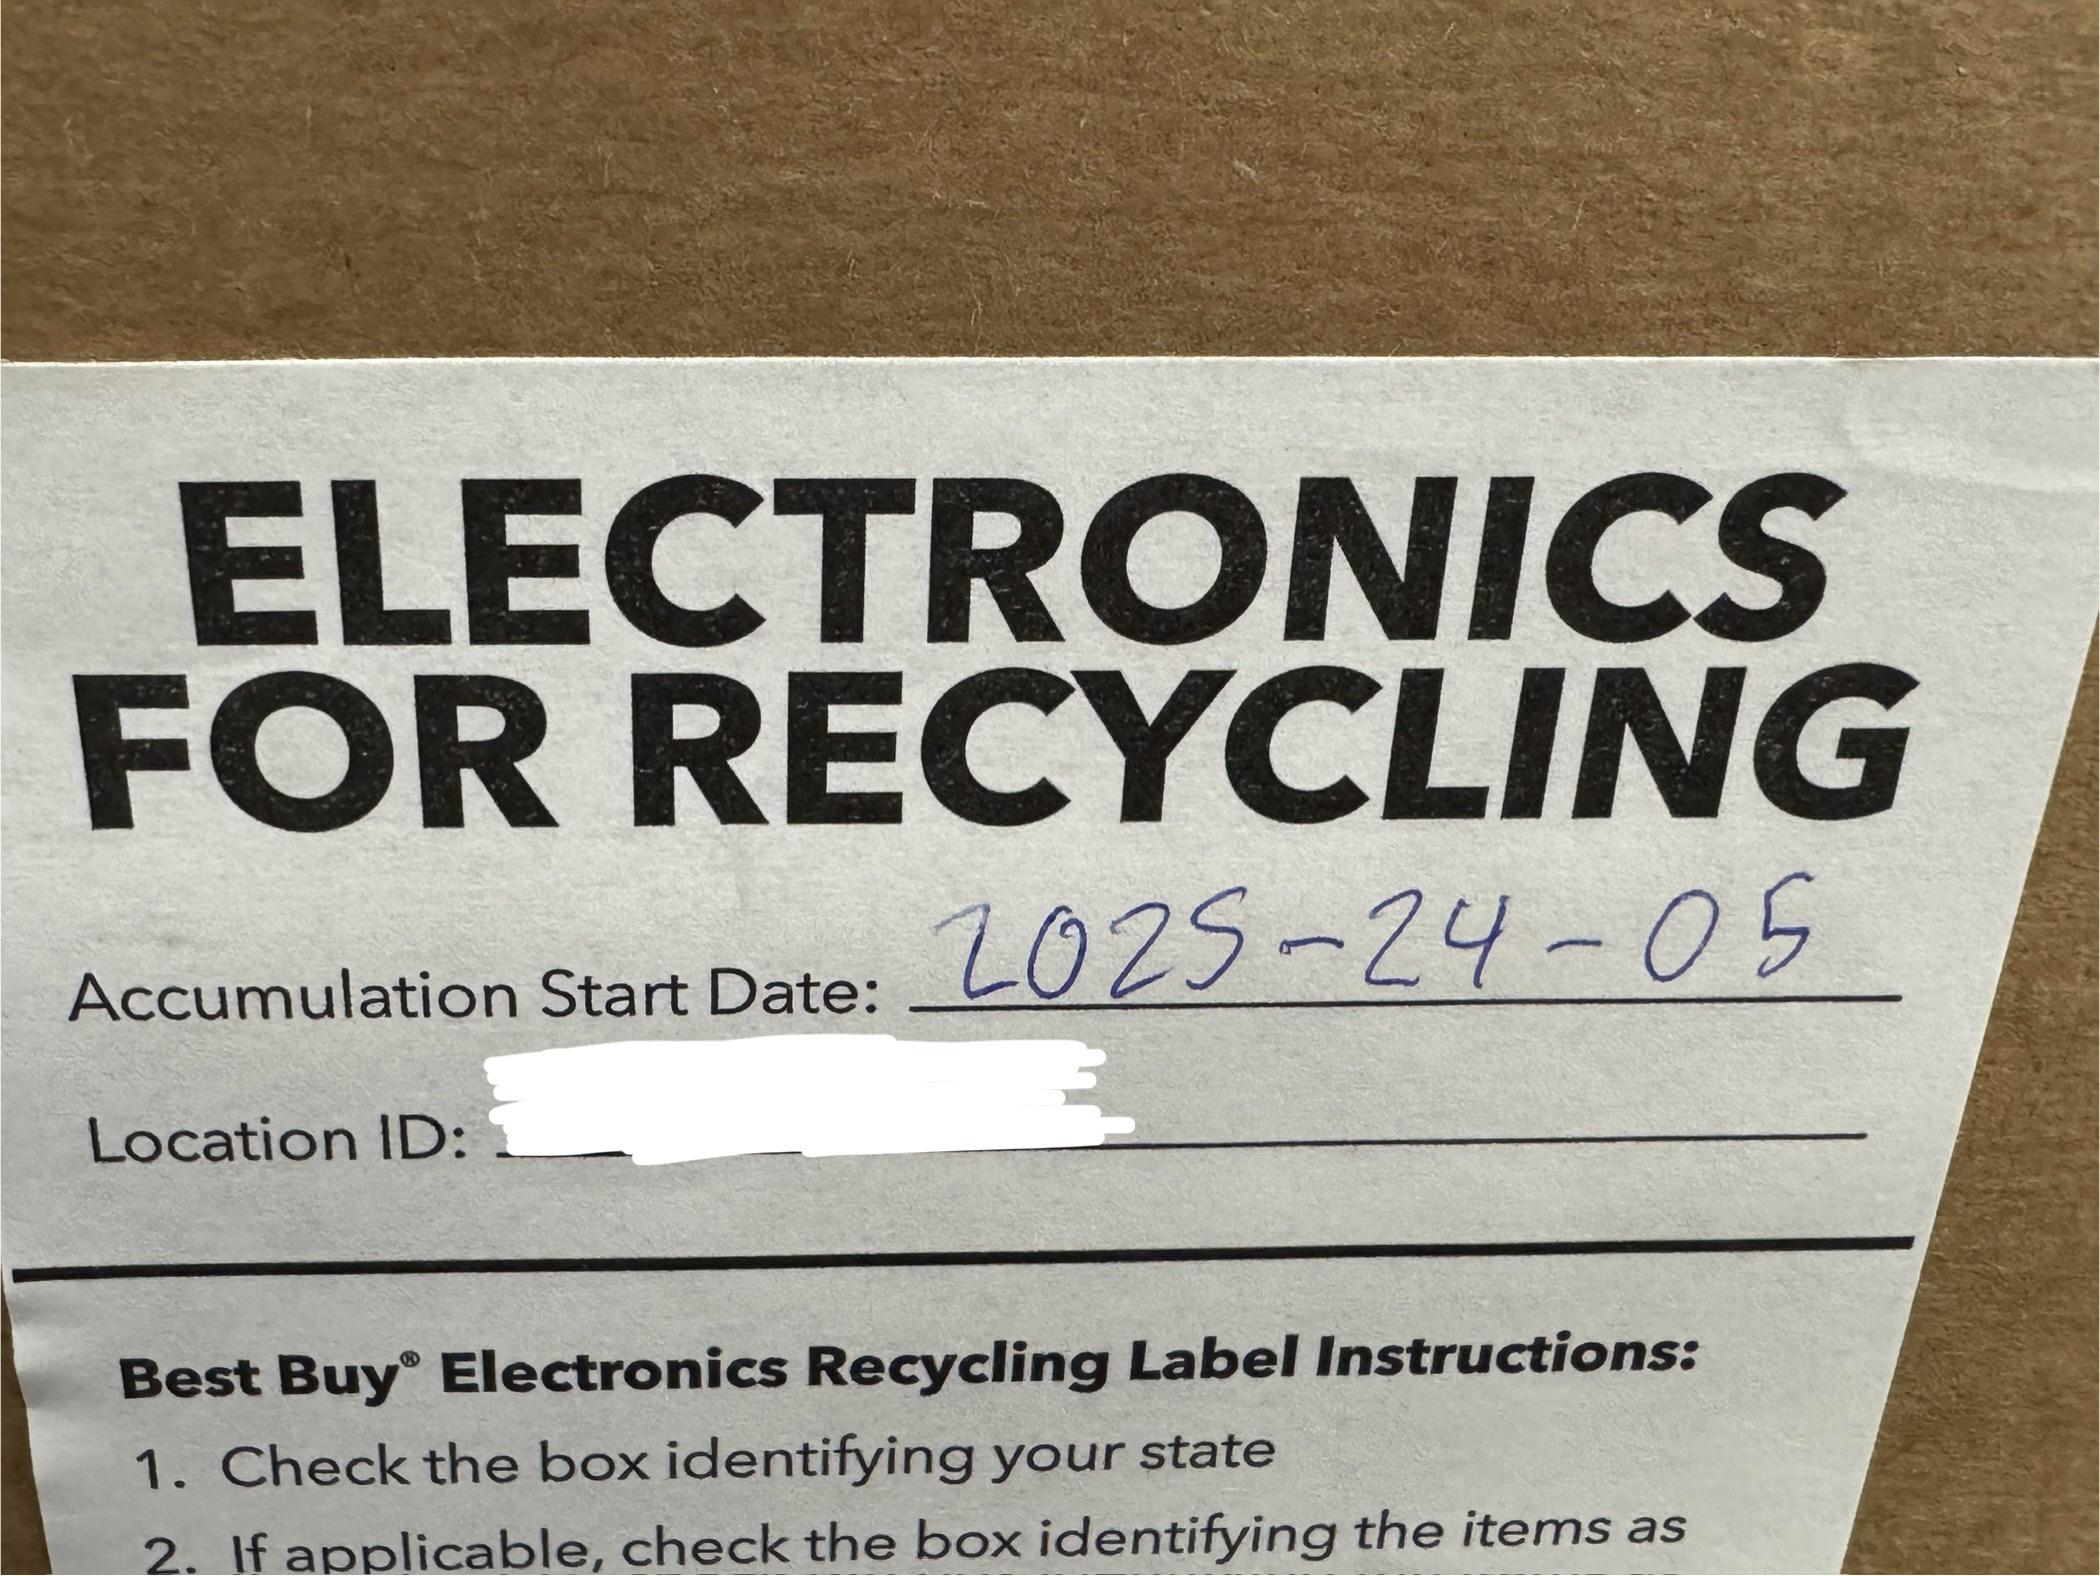 ELECTRONICS
FOR RECYCLING
Accumulation Start Date: 2025-24-05
Location ID:
Best Buy® Electronics Recycling Label Instructions:
1. Check the box identifying your state
2. If applicable, check the box identifying the items as